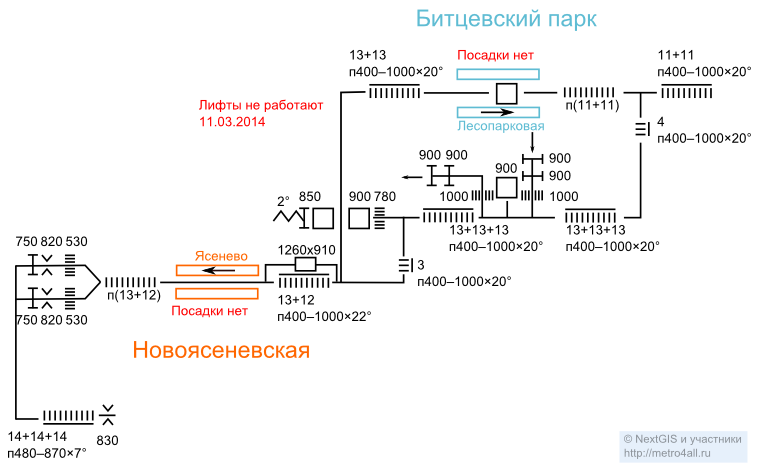 Битцевский парк
13+13
п400–1000×20°
Посадки нет
11+11
п400–1000×20°
Лифты не работают
11.03.2014
п(11+11)
Лесопарковая
4
п400–1000×20°
900 900
900
900
900
1000
1000
2° 850
900 780
13+13+13
п400–1000×20°
13+13+13
п400–1000×20°
750 820 530
Ясенево
1260x910
3
п400–1000×20°
п(13+12)
13+12
п400–1000×22°
750 820 530
Посадки нет
Новоясеневская
14+14+14
п480–870×7°
830
© NextGIS и участники
http://metro4all.ru